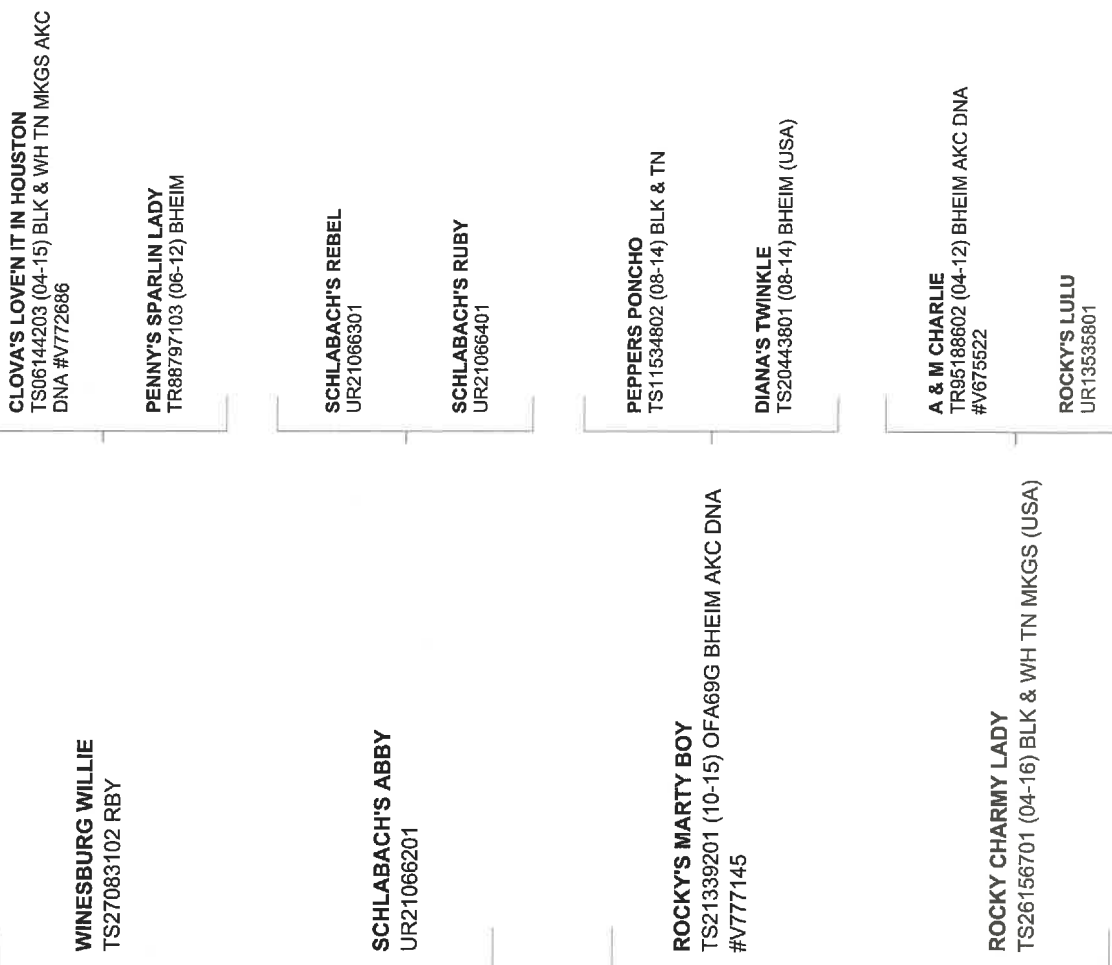 WINESBURG WILLIE
TS27083102 RBY
SCHLABACH'S ABBY
UR21066201
ROCKY'S MARTY BOY
TS21339201 (10-15) OFA69G BHEIM AKC DNA
#V777145
ROCKY CHARMY LADY
TS26156701 (04-16) BLK & WH TN MKGS (USA)
CLOVA'S LOVE'N IT IN HOUSTON
TS06144203 (04-15) BLK & WH TN MKGS AKC
DNA #V772686
PENNY'S SPARLIN LADY
TR88797103 (06-12) BHEIM
SCHLABACH'S REBEL
UR21066301
SCHLABACH'S RUBY
UR21066401
PEPPERS PONCHO
TS11534802 (08-14) BLK & TN
DIANA'S TWINKLE
TS20443801 (08-14) BHEIM (USA)
A & M CHARLIE
TR95188602 (04-12) BHEIM AKC DNA
#V675522
ROCKY'S LULU
UR13535801